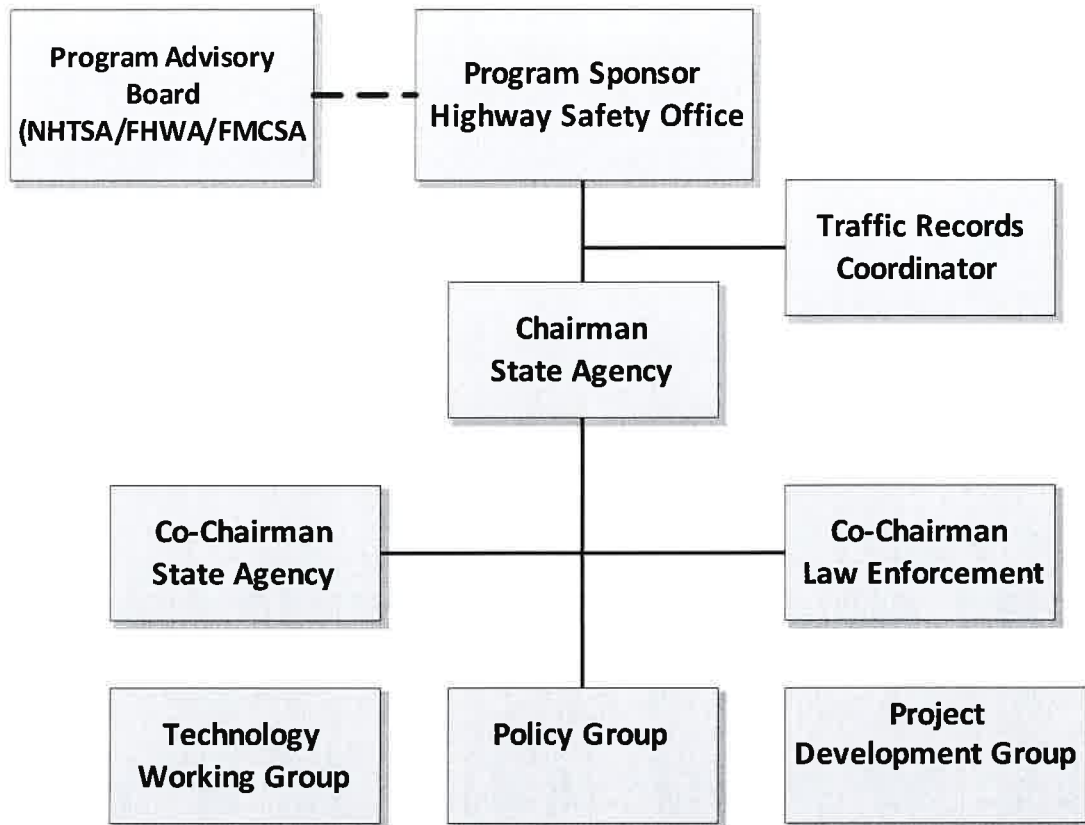 Program Advisory
Board
(NHTSA/FHWA/FMCSA
Program Sponsor
Highway Safety Office
Traffic Records
Coordinator
Chairman
State Agency
Co-Chairman
State Agency
Co-Chairman
Law Enforcement
Technology
Working Group
Policy Group
Project
Development Group